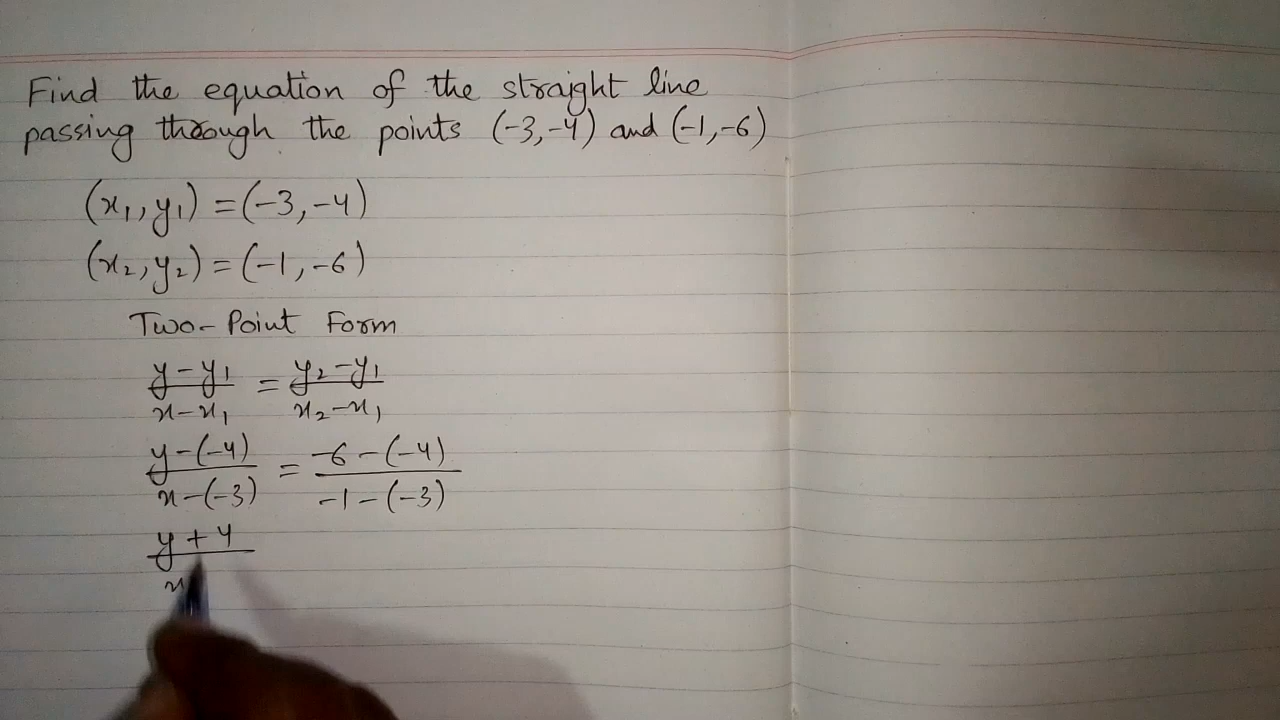 Find the equation of the straight line
passing through the points (-3,-4) and (-1,-6)
(x₁,y₁) = (-3,-4)
(x₂,y₂) = (-1,-6)
Two-Point Form
(y-y₁)/(x-x₁) = (y₂-y₁)/(x₂-x₁)
(y-(-4))/(x-(-3)) = (-6-(-4))/(-1-(-3))
y+4
x